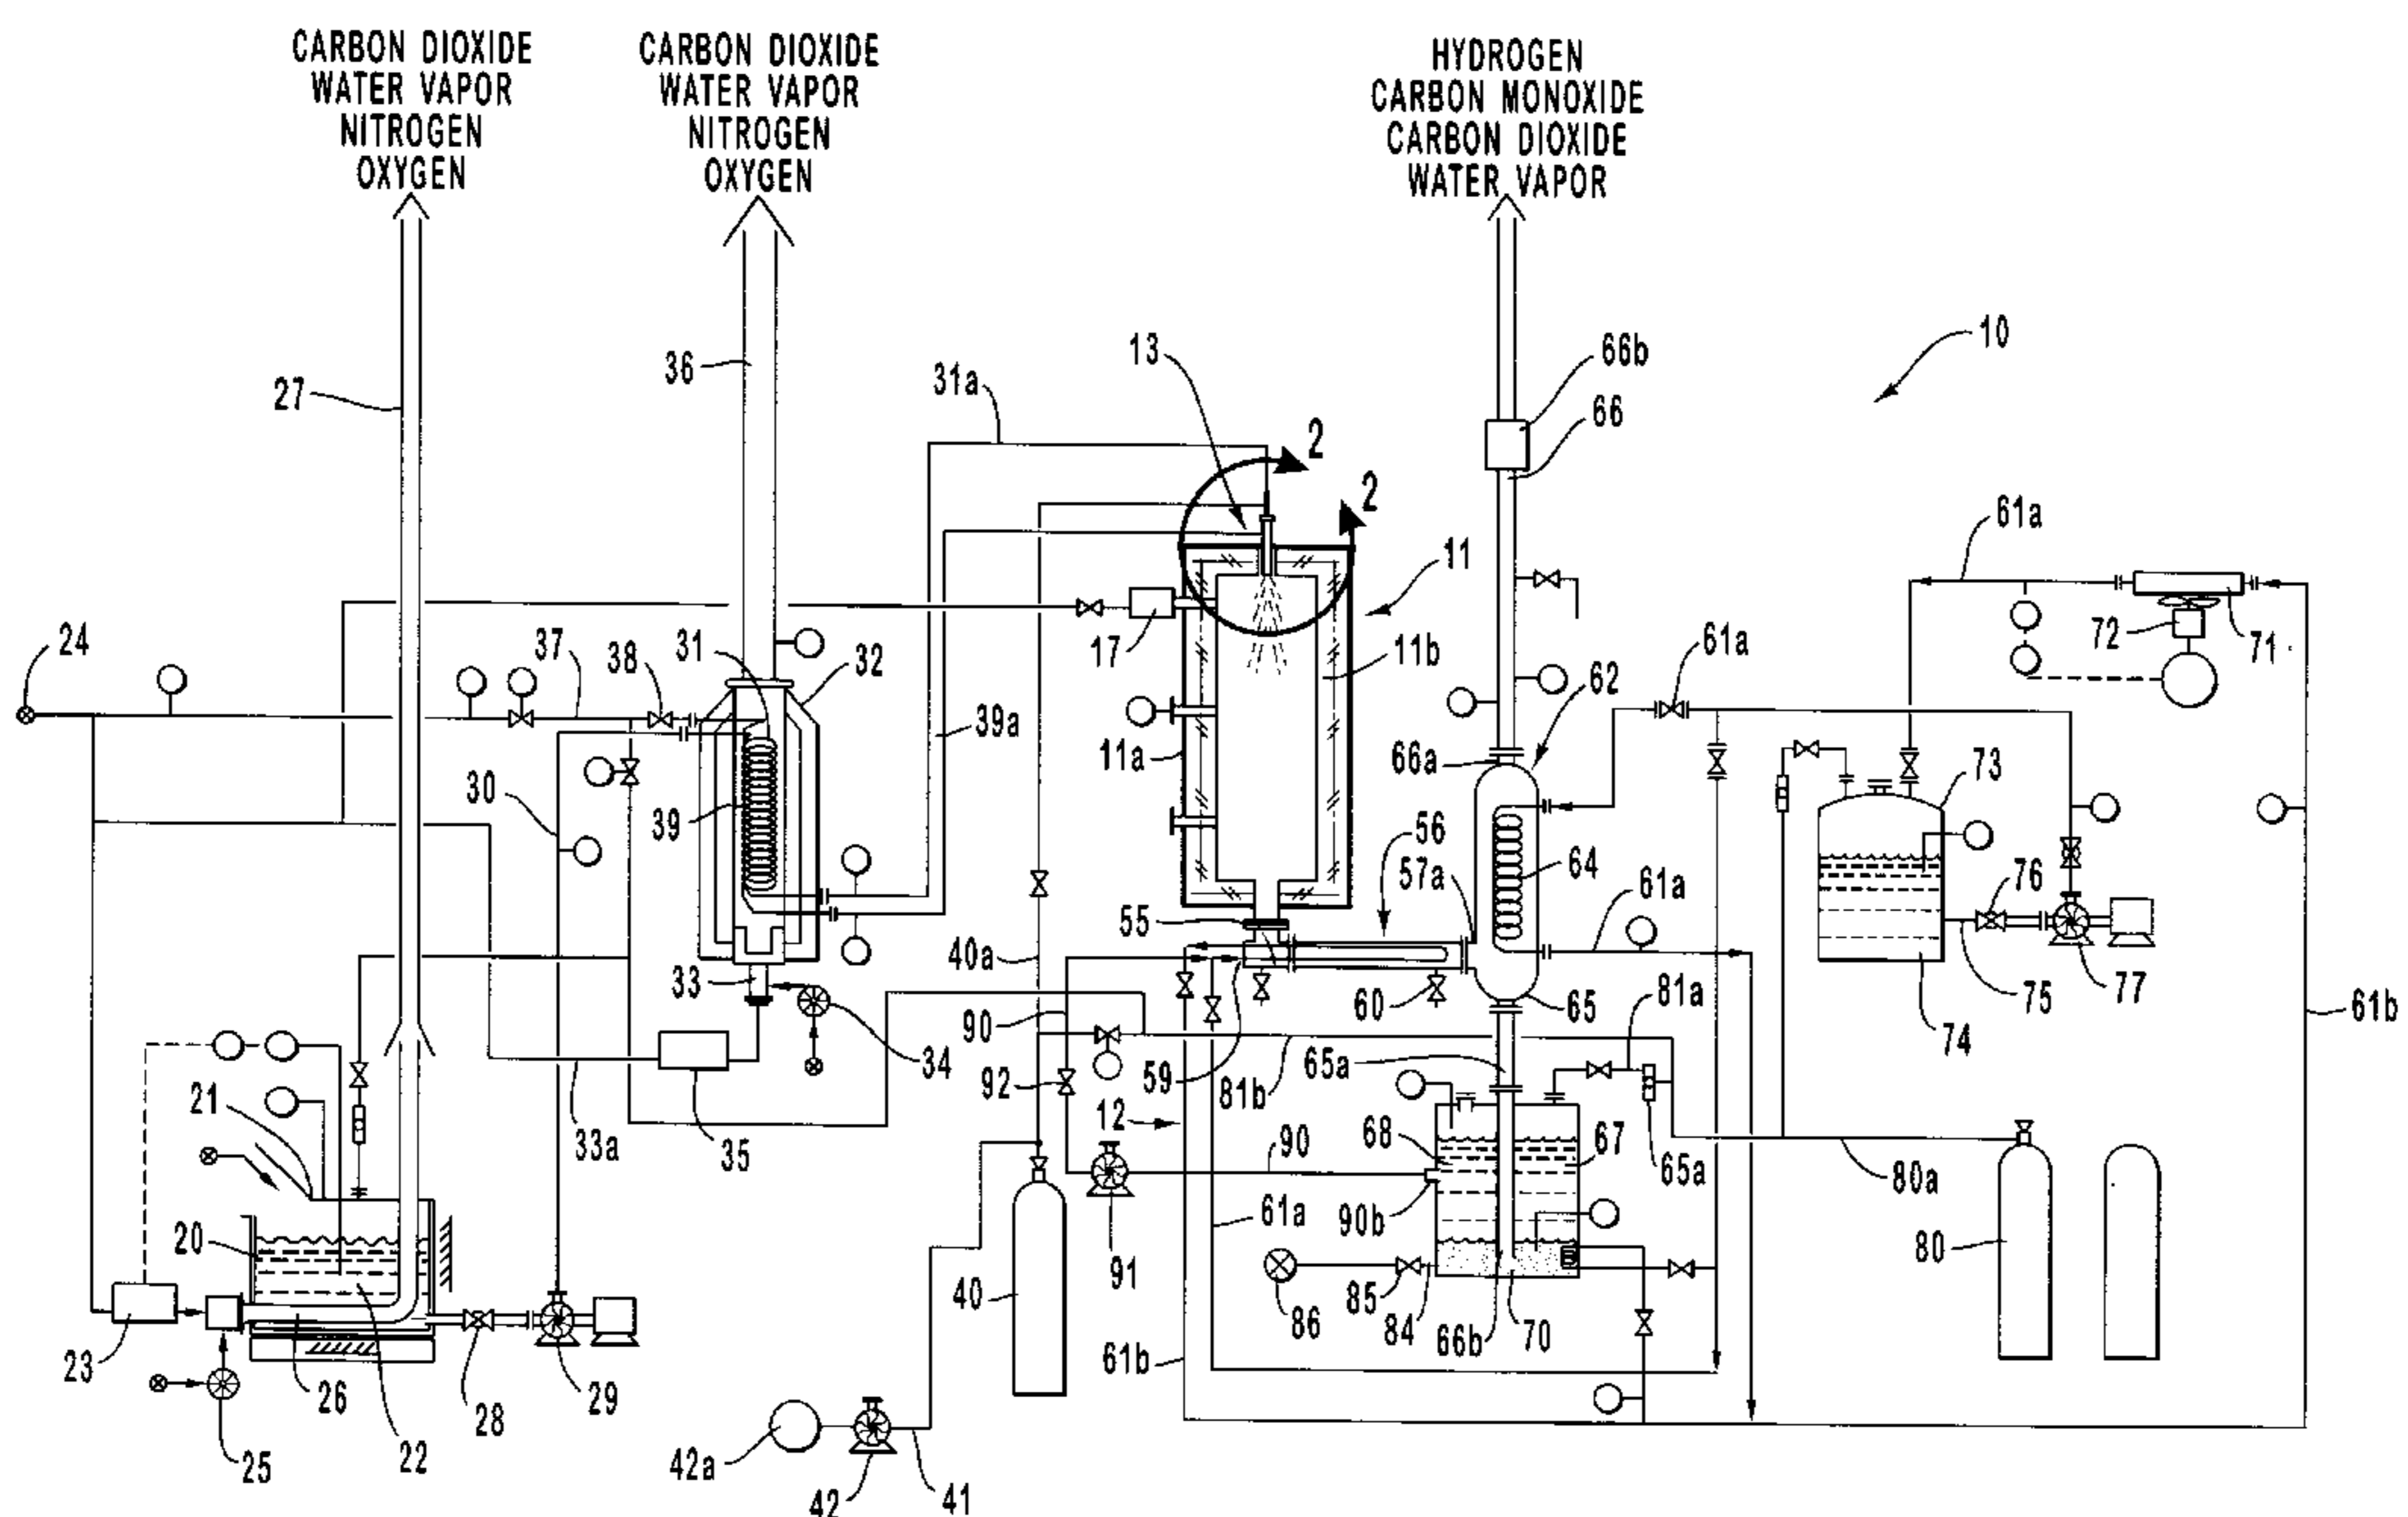 CARBON DIOXIDE
WATER VAPOR
NITROGEN
OXYGEN
CARBON DIOXIDE
WATER VAPOR
NITROGEN
OXYGEN
HYDROGEN
CARBON MONOXIDE
CARBON DIOXIDE
WATER VAPOR
10
27
36
31a
13
66b
66
2
2
61a
11
24
37
38
31
32
17
11b
62
61a
72
71
39a
11a
66a
73
30
39
56
57a
64
61a
76
55
40a
33
60
65
81a
75
77
74
61b
90
34
59
81b
65a
21
92
12
33a
35
68
67
65a
80a
20
90
61a
90b
91
40
80
86
85
84
66b
70
61b
23
26
28
29
25
22
42a
42
41